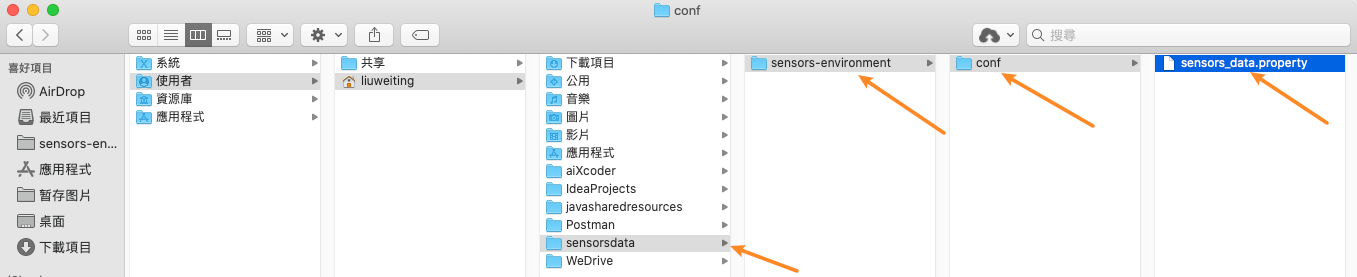 conf
搜尋
喜好項目
AirDrop
最近項目
sensors-en...
應用程式
暂存图片
桌面
下載項目
系統
使用者
資源庫
應用程式
共享
liuweiting
下載項目
公用
音樂
圖片
影片
應用程式
aiXcoder
IdeaProjects
javasharedresources
Postman
sensorsdata
WeDrive
sensors-environment
conf
sensors_data.property